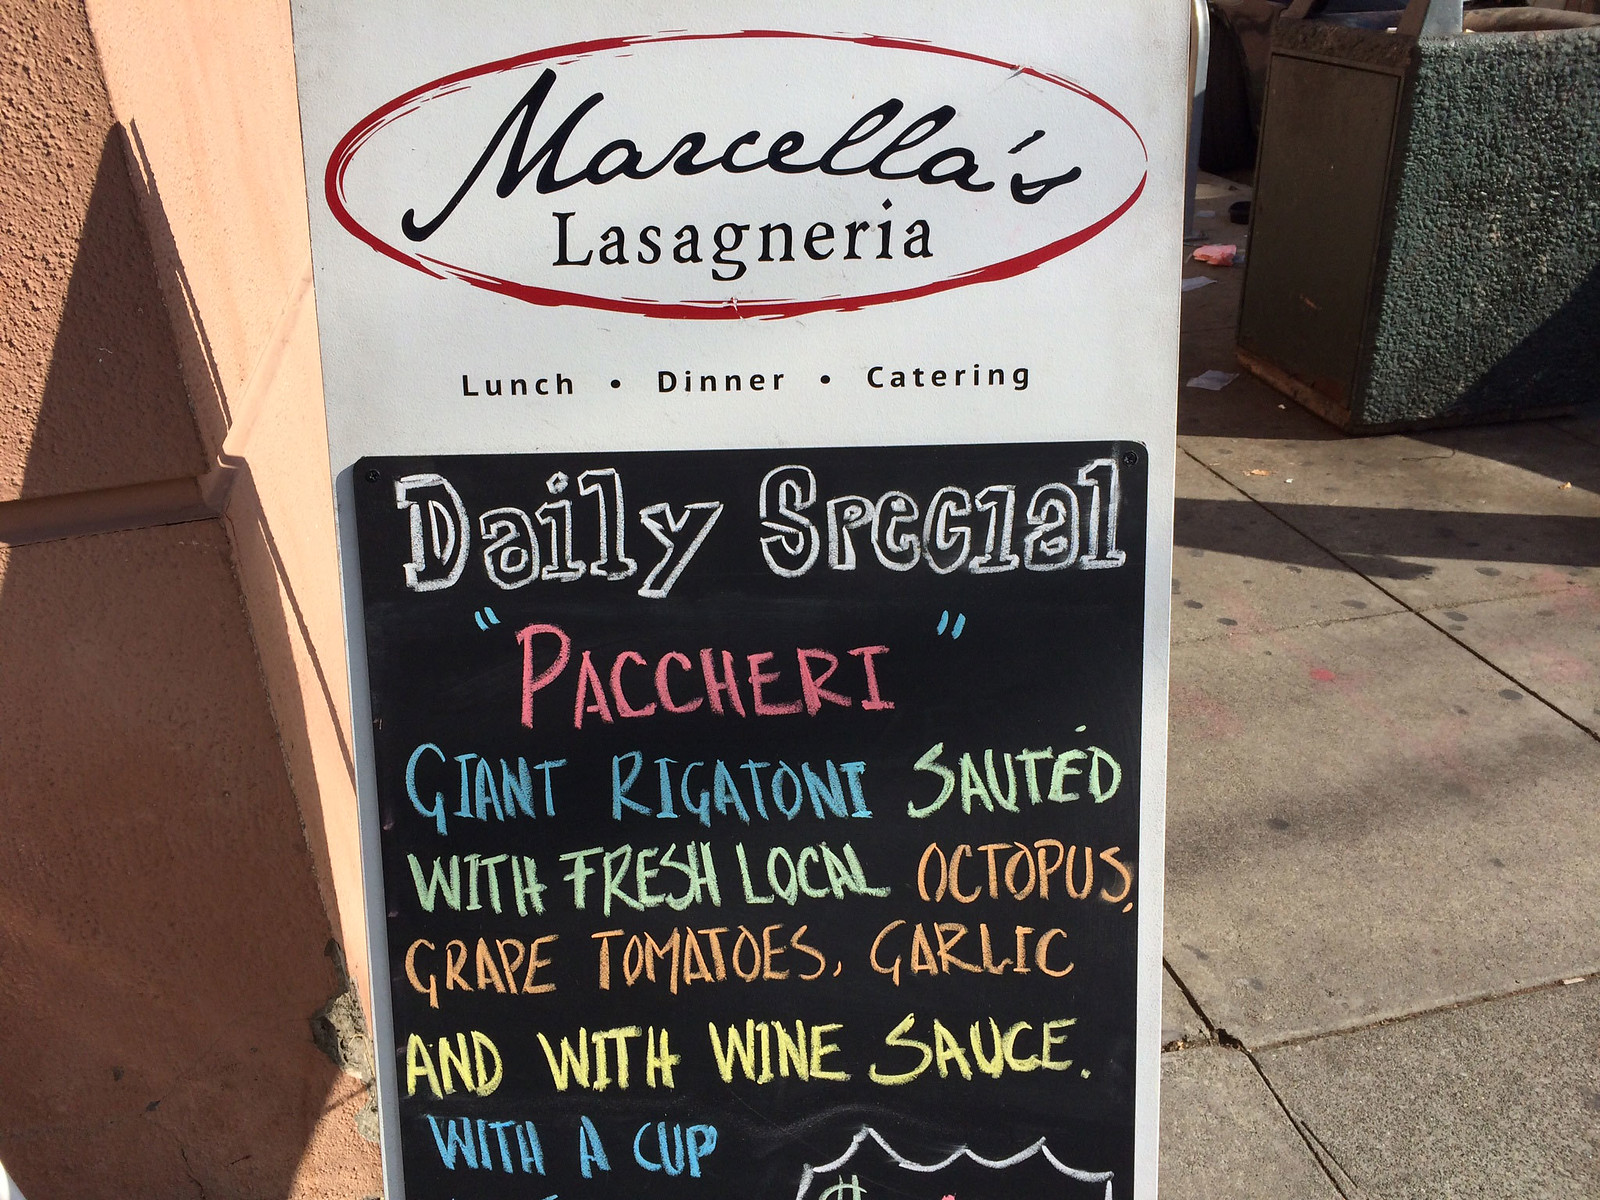 Marcella's
Lasagneria
Lunch • Dinner • Catering
Daily Special
"PACCHERI"
GIANT RIGATONI SAUTÉD
WITH FRESH LOCAL OCTOPUS,
GRAPE TOMATOES, GARLIC
AND WITH WINE SAUCE.
WITH A CUP
$